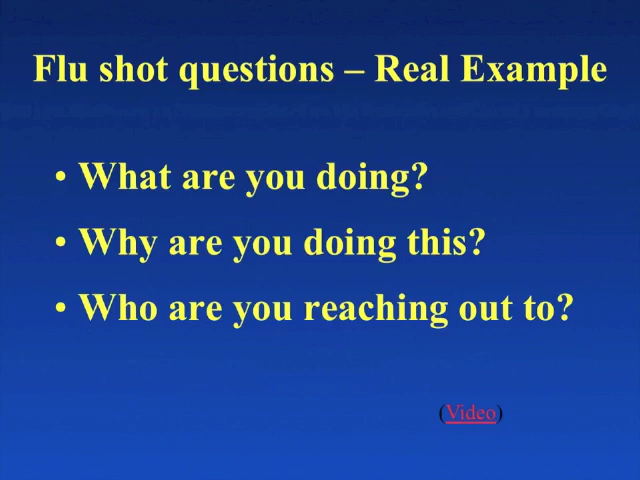 Flu shot questions – Real Example
• What are you doing?
• Why are you doing this?
• Who are you reaching out to?
(Video)